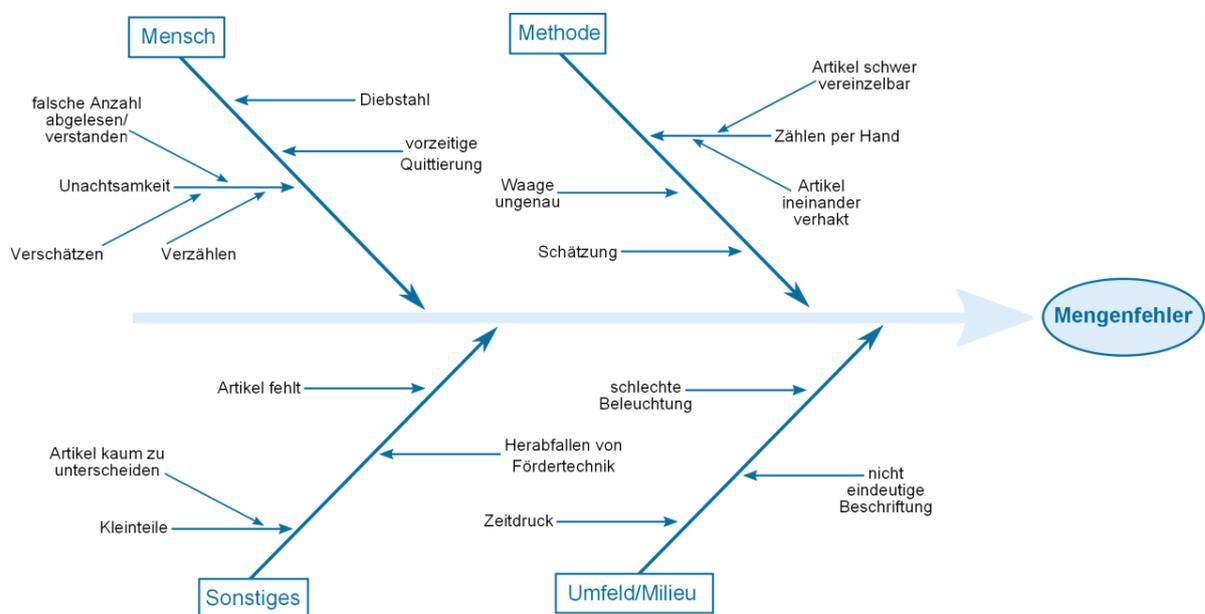 Mensch
Methode
Diebstahl
falsche Anzahl
abgelesen/
verstanden
vorzeitige
Quittierung
Unachtsamkeit
Verschätzen
Verzählen
Artikel schwer
vereinzelbar
Zählen per Hand
Waage
ungenau
Artikel
ineinander
verhakt
Schätzung
Mengenfehler
Artikel fehlt
Artikel kaum zu
unterscheiden
Herabfallen von
Fördertechnik
Kleinteile
schlechte
Beleuchtung
nicht
eindeutige
Beschriftung
Zeitdruck
Sonstiges
Umfeld/Milieu